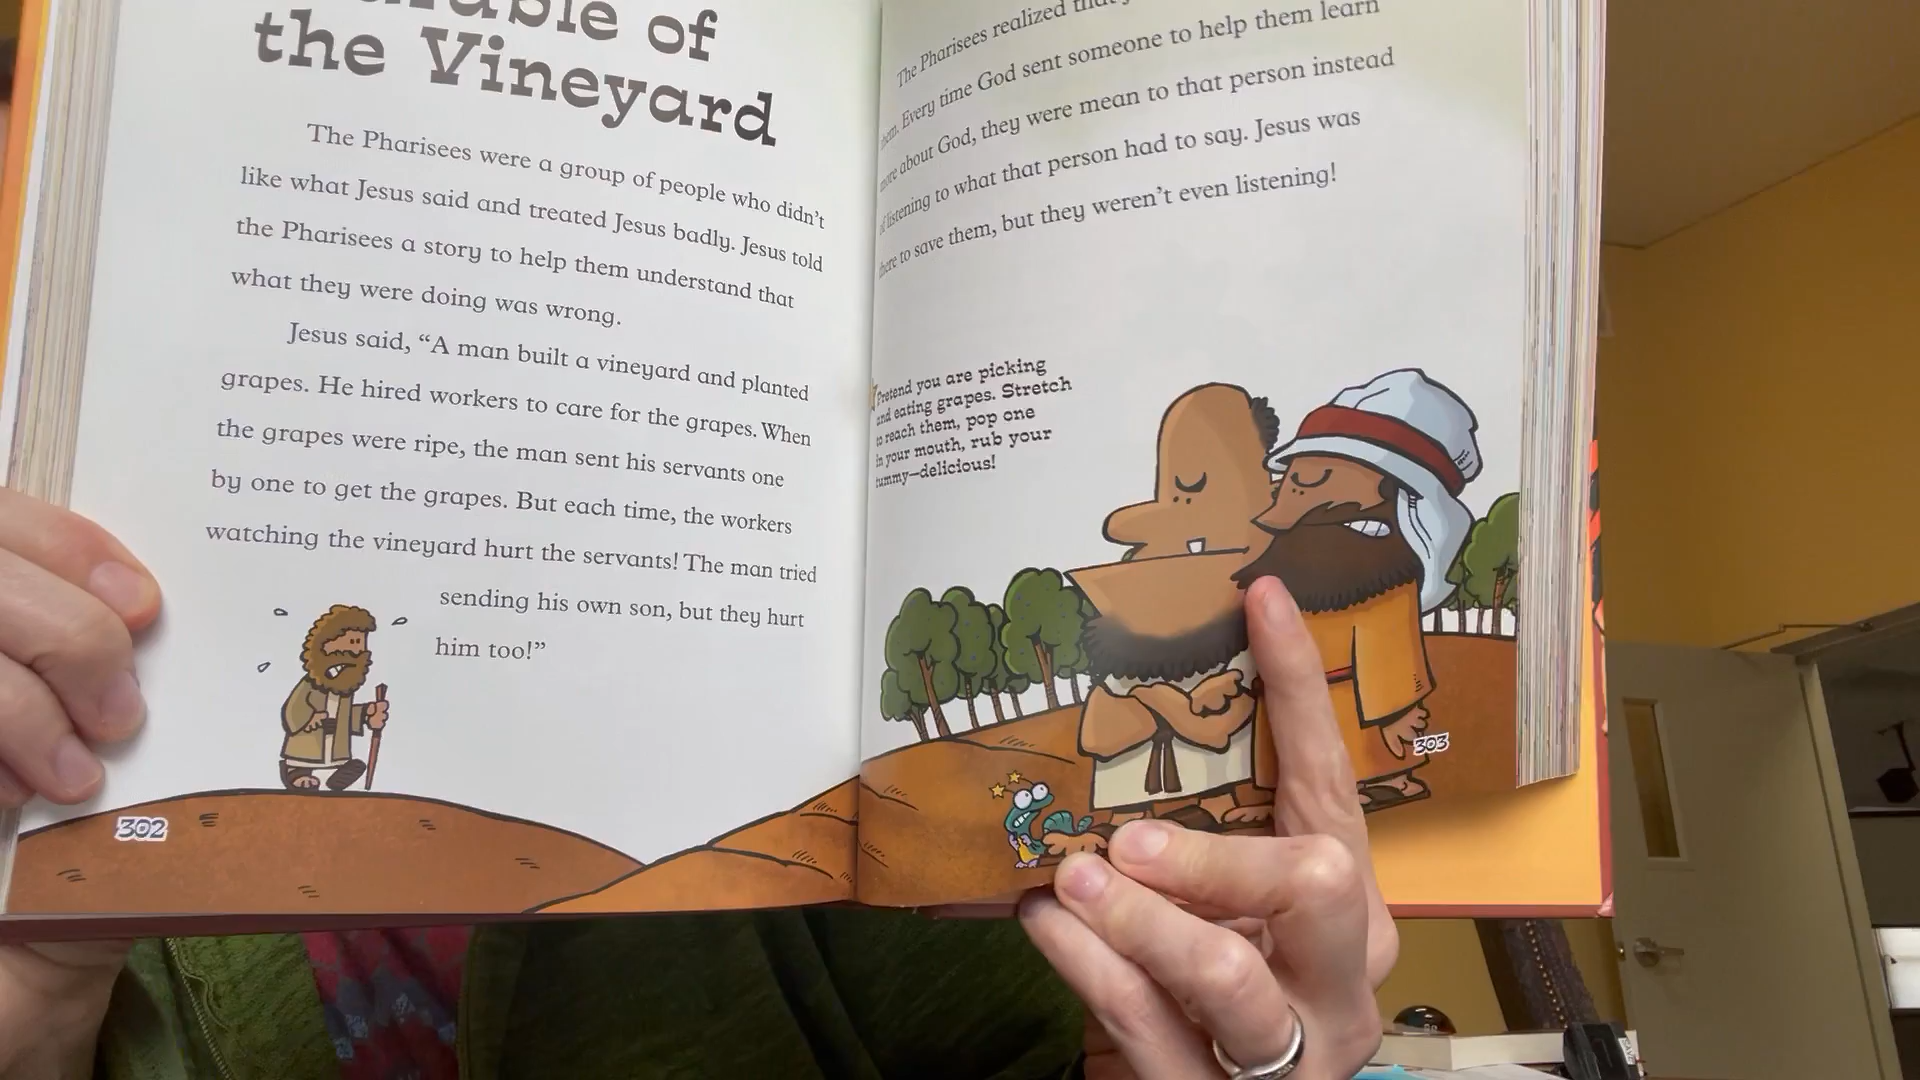 of
the Vineyard
The Pharisees were a group of people who didn't
like what Jesus said and treated Jesus badly. Jesus told
the Pharisees a story to help them understand that
what they were doing was wrong.
Jesus said, “A man built a vineyard and planted
grapes. He hired workers to care for the grapes. When
the grapes were ripe, the man sent his servants one
by one to get the grapes. But each time, the workers
watching the vineyard hurt the servants! The man tried
sending his own son, but they hurt
him too!”
302
The Pharisees realized
them. Every time God sent someone to help them learn
more about God, they were mean to that person instead
of listening to what that person had to say. Jesus was
there to save them, but they weren't even listening!
Pretend you are picking
and eating grapes. Stretch
to reach them, pop one
in your mouth, rub your
tummy—delicious!
303